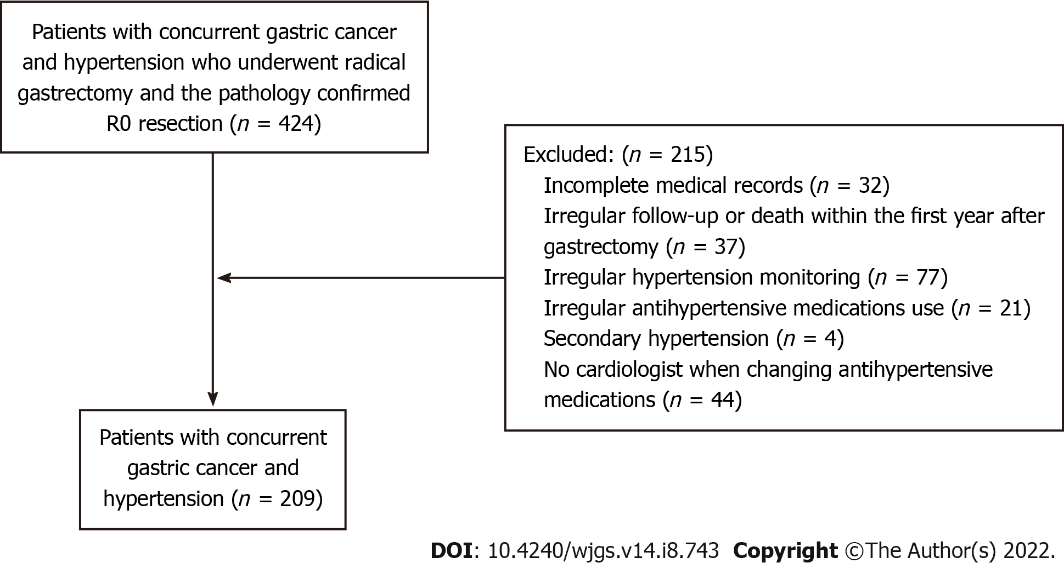 Patients with concurrent gastric cancer
and hypertension who underwent radical
gastrectomy and the pathology confirmed
R0 resection (n = 424)
Excluded: (n = 215)
Incomplete medical records (n = 32)
Irregular follow-up or death within the first year after
gastrectomy (n = 37)
Irregular hypertension monitoring (n = 77)
Irregular antihypertensive medications use (n = 21)
Secondary hypertension (n = 4)
No cardiologist when changing antihypertensive
medications (n = 44)
Patients with concurrent
gastric cancer and
hypertension (n = 209)
DOI: 10.4240/wjgs.v14.i8.743 Copyright ©The Author(s) 2022.